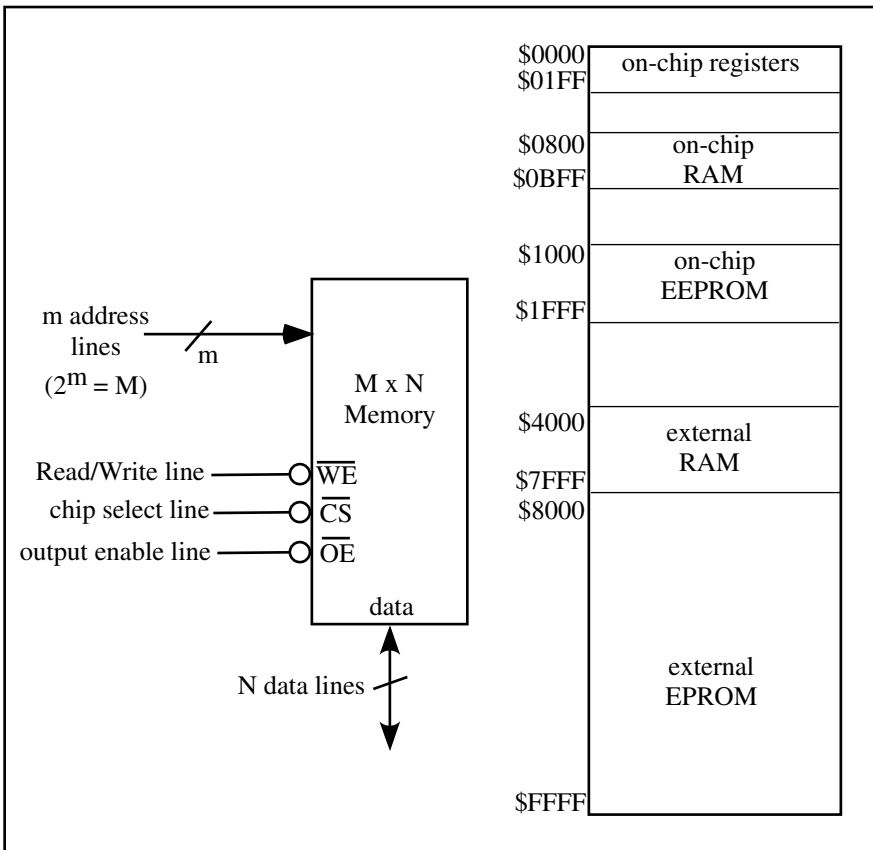 m address
lines
(2^m = M)
m
M x N
Memory
Read/Write line
WE
chip select line
CS
output enable line
OE
data
N data lines
$0000
on-chip registers
$01FF
$0800
on-chip
RAM
$0BFF
$1000
on-chip
EEPROM
$1FFF
$4000
external
RAM
$7FFF
$8000
external
EPROM
$FFFF